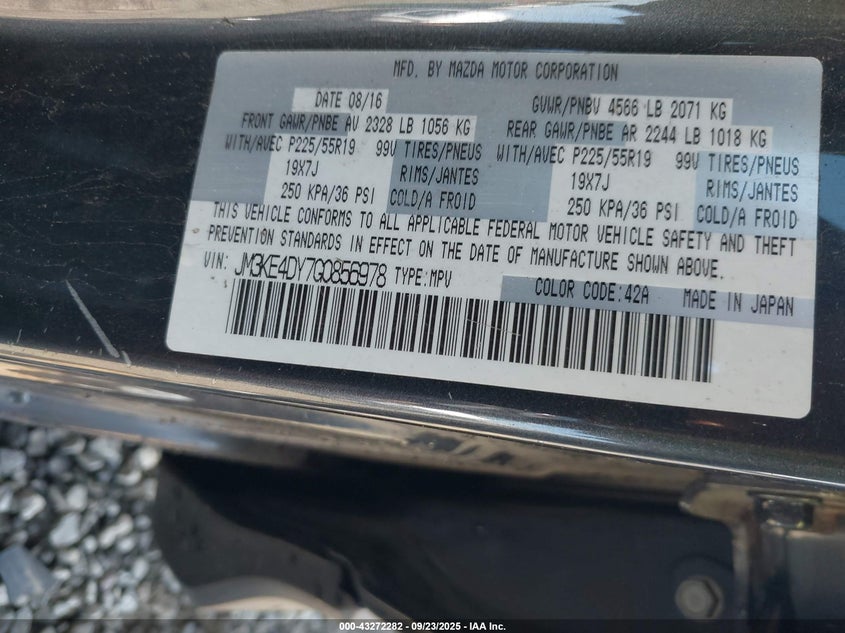 MFD. BY MAZDA MOTOR CORPORATION
DATE 08/16 GVWR/PNBV 4566 LB 2071 KG
FRONT GAWR/PNBE AV 2328 LB 1056 KG REAR GAWR/PNBE AR 2244 LB 1018 KG
WITH/AVEC P225/55R19 99V TIRES/PNEUS WITH/AVEC P225/55R19 99V TIRES/PNEUS
19X7J RIMS/JANTES 19X7J RIMS/JANTES
250 KPA/36 PSI COLD/A FROID 250 KPA/36 PSI COLD/A FROID
THIS VEHICLE CONFORMS TO ALL APPLICABLE FEDERAL MOTOR VEHICLE SAFETY AND THEFT
PREVENTION STANDARDS IN EFFECT ON THE DATE OF MANUFACTURE SHOWN ABOVE.
VIN: JM3KE4DY7G0856978 TYPE:MPV COLOR CODE:42A MADE IN JAPAN
000-43272282 - 09/23/2025 - IAA Inc.